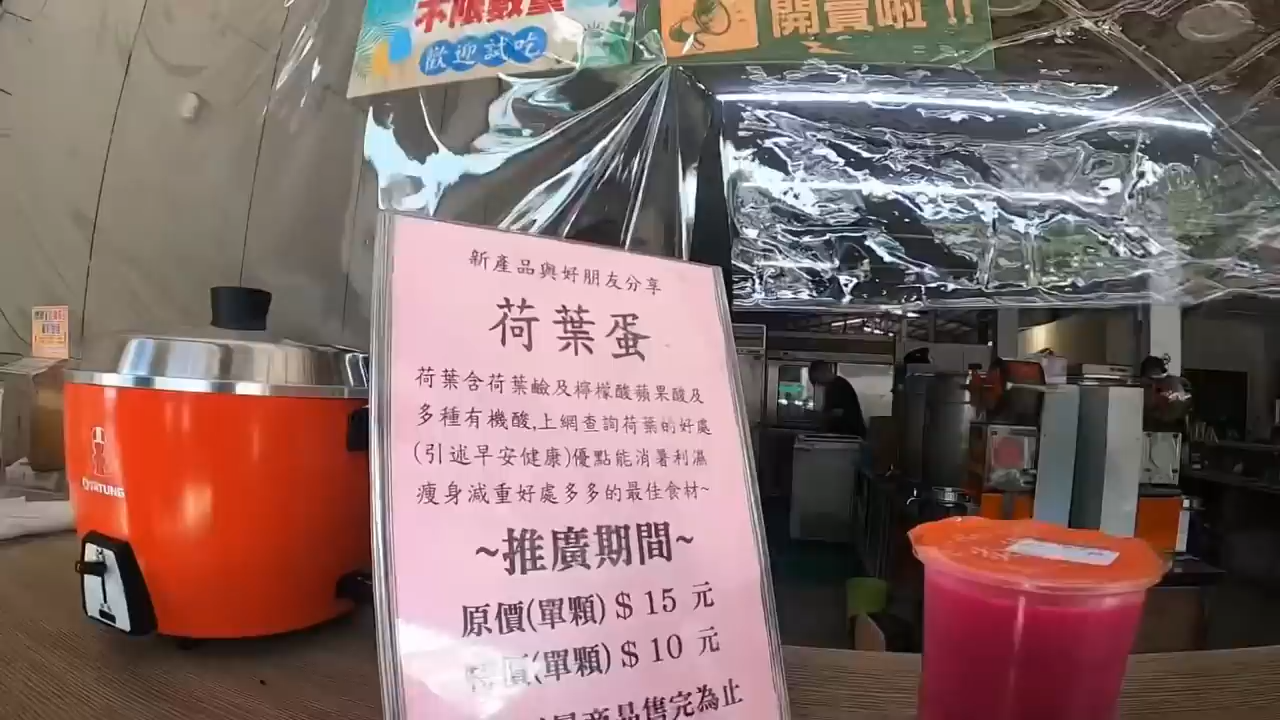 不限數量
歡迎試吃
開賣啦!!
新產品與好朋友分享
荷葉蛋
荷葉含荷葉鹼及檸檬酸蘋果酸及
多種有機酸,上網查詢荷葉的好處
(引述早安健康)優點能消暑利濕
瘦身減重好處多多的最佳食材~
~推廣期間~
原價(單顆) $ 15 元
特價(單顆) $ 10 元
商品售完為止
TATUNG